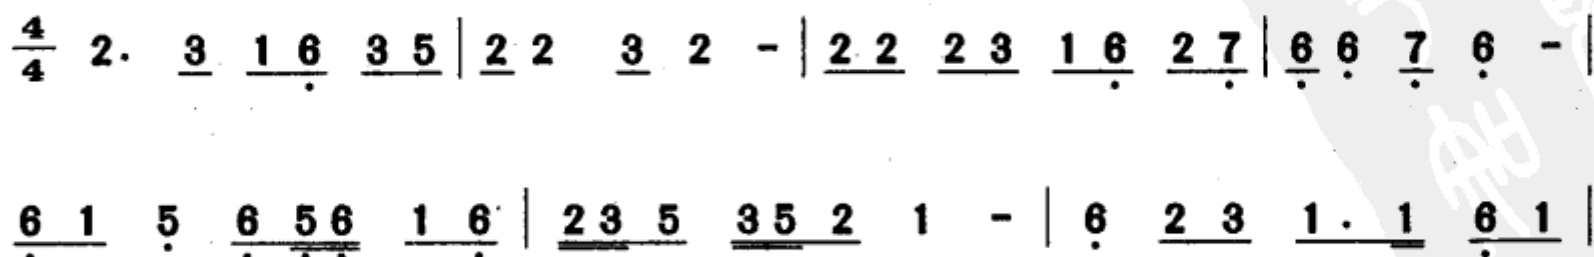 4/4 2. 3 1 6̣ 3 5 | 2 2 3 2 - | 2 2 2 3 1 6̣ 2 7̣ | 6̣ 6̣ 7̣ 6̣ - |
6̣ 1 5̣ 6̣ 5̣ 6̣ 1 6̣ | 2 3 5 3 5 2 1 - | 6̣ 2 3 1 . 1 6̣ 1 |